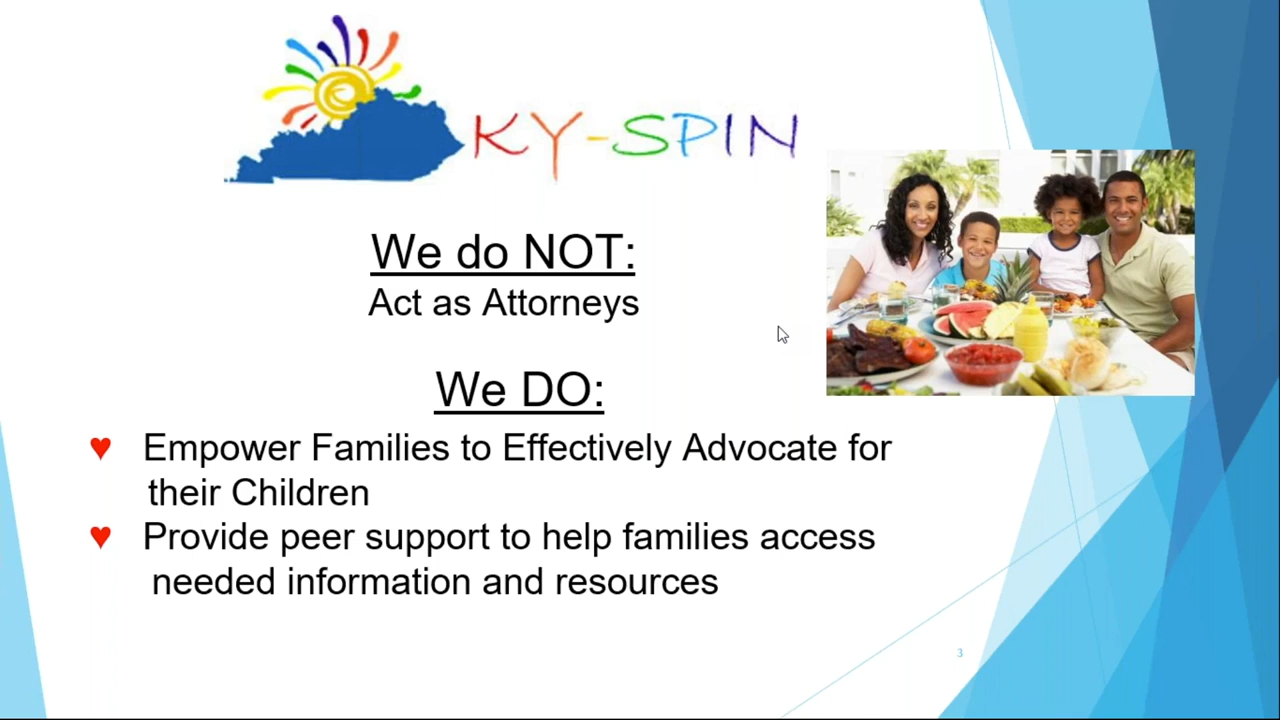 KY-SPIN
We do NOT:
Act as Attorneys
We DO:
♥ Empower Families to Effectively Advocate for
their Children
♥ Provide peer support to help families access
needed information and resources
3